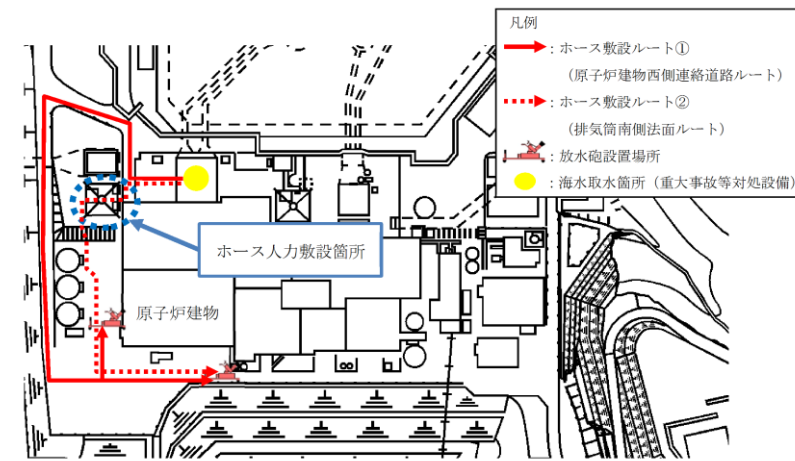 凡例
：ホース敷設ルート①
（原子炉建物西側連絡道路ルート）
：ホース敷設ルート②
（排気筒南側法面ルート）
：放水砲設置場所
：海水取水箇所（重大事故等対処設備）
ホース人力敷設箇所
原子炉建物